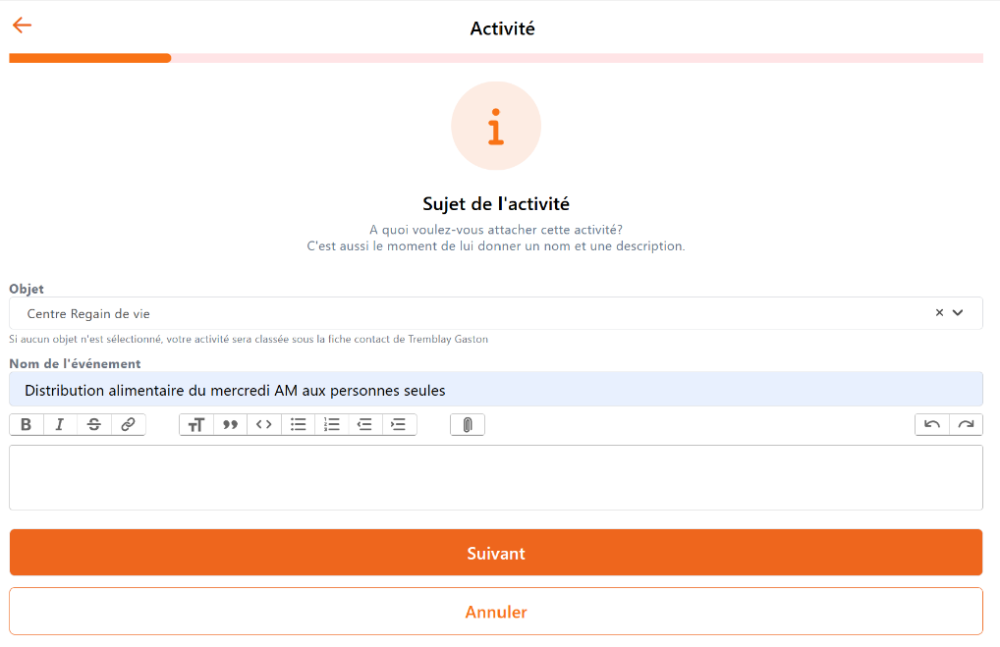 Activité
Sujet de l'activité
A quoi voulez-vous attacher cette activité?
C'est aussi le moment de lui donner un nom et une description.
Objet
Centre Regain de vie
Si aucun objet n'est sélectionné, votre activité sera classée sous la fiche contact de Tremblay Gaston
Nom de l'événement
Distribution alimentaire du mercredi AM aux personnes seules
Suivant
Annuler